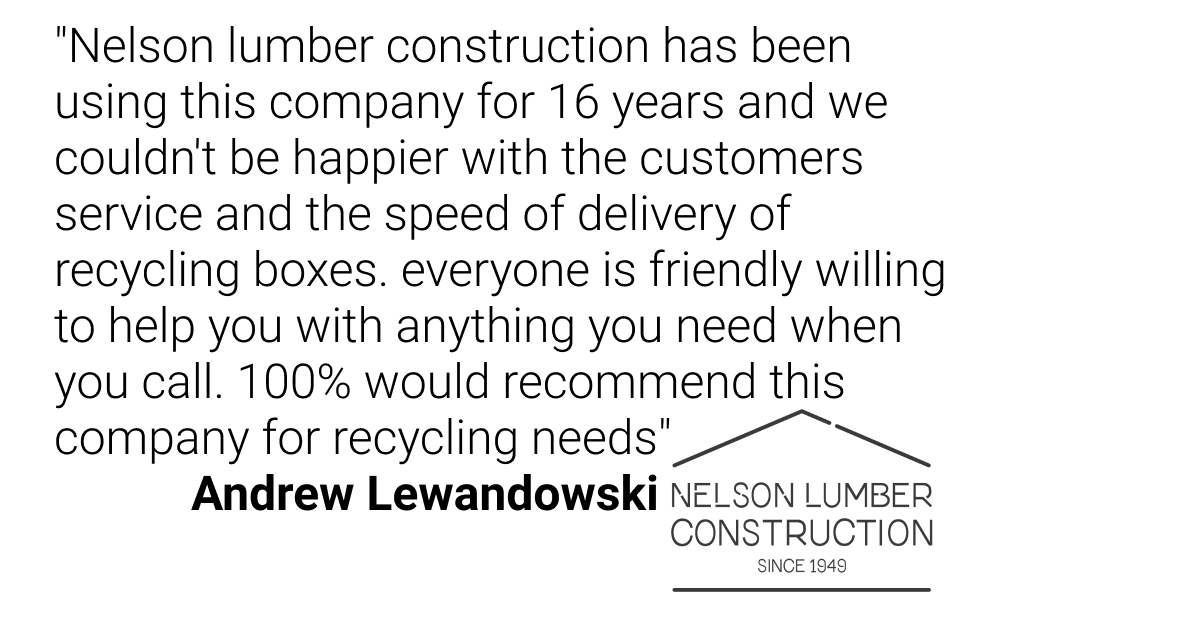 "Nelson lumber construction has been
using this company for 16 years and we
couldn't be happier with the customers
service and the speed of delivery of
recycling boxes. everyone is friendly willing
to help you with anything you need when
you call. 100% would recommend this
company for recycling needs"
Andrew Lewandowski
NELSON LUMBER
CONSTRUCTION
SINCE 1949